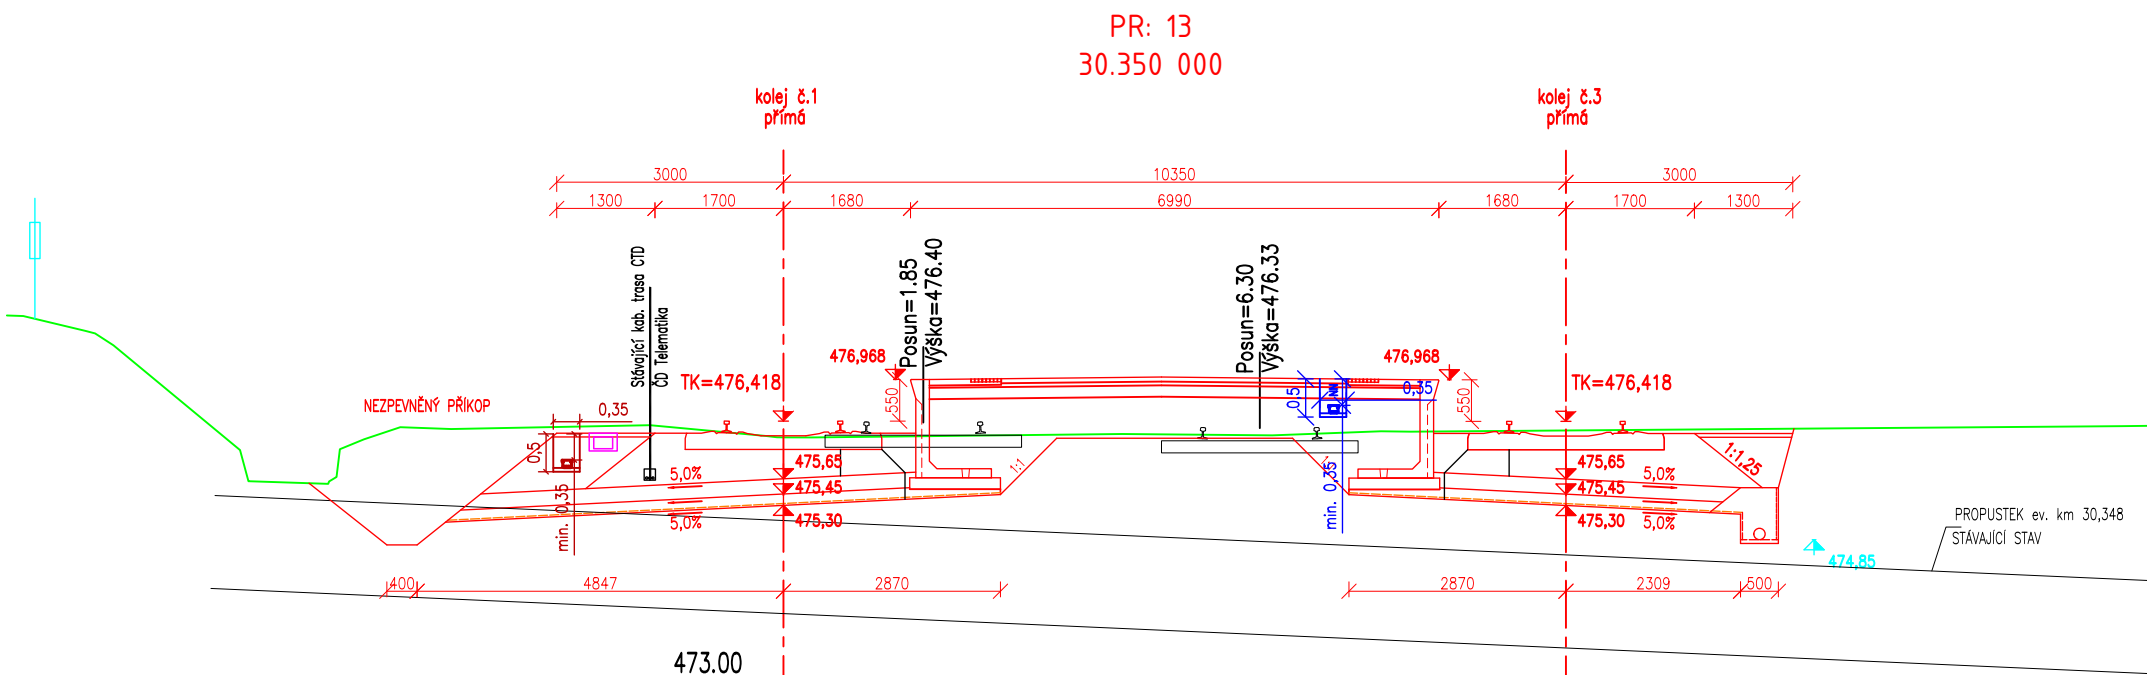 PR: 13
30.350 000
kolej č.1
přímá
kolej č.3
přímá
3000
10350
3000
1300
1700
1680
6990
1680
1700
1300
Stávající kab. trasa CTD
ČD Telematika
Posun=1.85
Výška=476.40
Posun=6.30
Výška=476.33
476,968
476,968
TK=476,418
TK=476,418
NEZPEVNĚNÝ PŘÍKOP
0,35
0,5
min. 0,35
550
550
0,5
NN
0,35
min. 0,35
1:1
1:1,25
475,65
475,45
475,30
5,0%
5,0%
475,65
475,45
475,30
5,0%
5,0%
PROPUSTEK ev. km 30,348
STÁVAJÍCÍ STAV
474,85
400
4847
2870
2870
2309
500
473.00